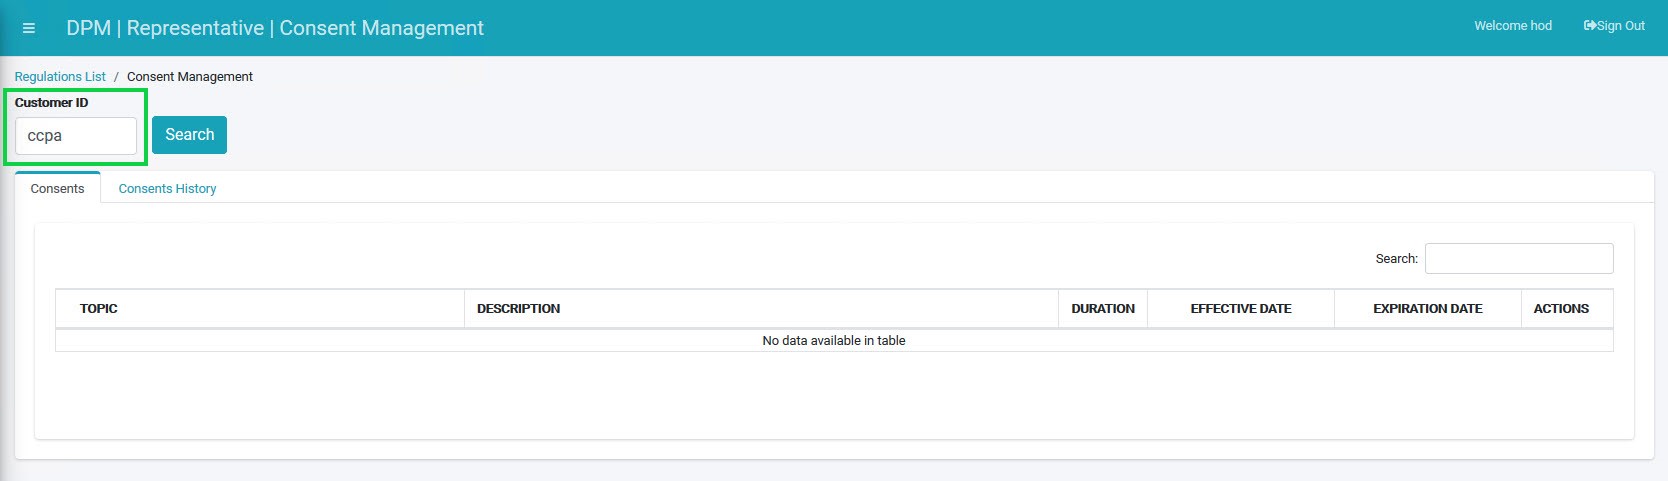 DPM | Representative | Consent Management
Welcome hod
Sign Out
Regulations List / Consent Management
Customer ID
ccpa
Search
Consents
Consents History
Search:
TOPIC DESCRIPTION DURATION EFFECTIVE DATE EXPIRATION DATE ACTIONS
No data available in table